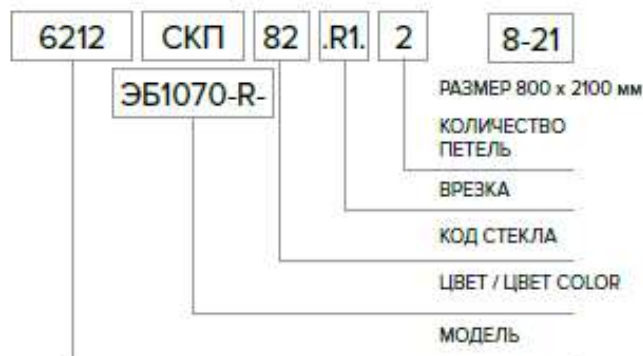 6212 СКП 82 .R1. 2 8-21
ЭБ1070-R-
РАЗМЕР 800 x 2100 мм
КОЛИЧЕСТВО
ПЕТЕЛЬ
ВРЕЗКА
КОД СТЕКЛА
ЦВЕТ / ЦВЕТ COLOR
МОДЕЛЬ